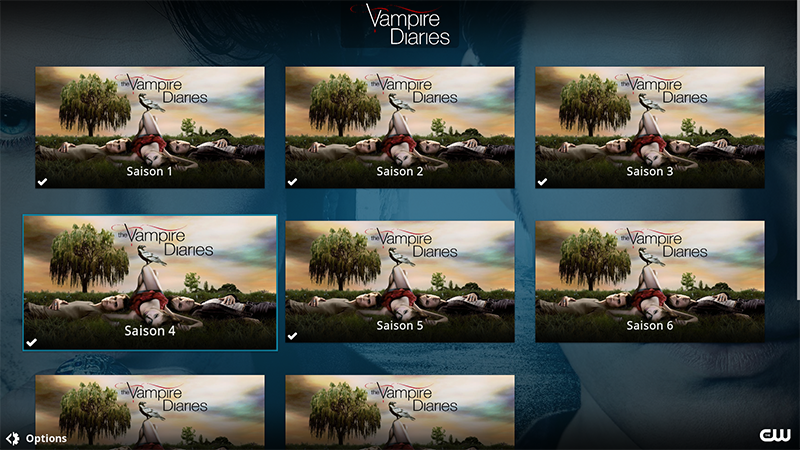 Vampire
Diaries
the Vampire
Diaries
Saison 1
the Vampire
Diaries
Saison 2
the Vampire
Diaries
Saison 3
the Vampire
Diaries
Saison 4
the Vampire
Diaries
Saison 5
the Vampire
Diaries
Saison 6
the Vampire
Diaries
the Vampire
Diaries
Options
CW